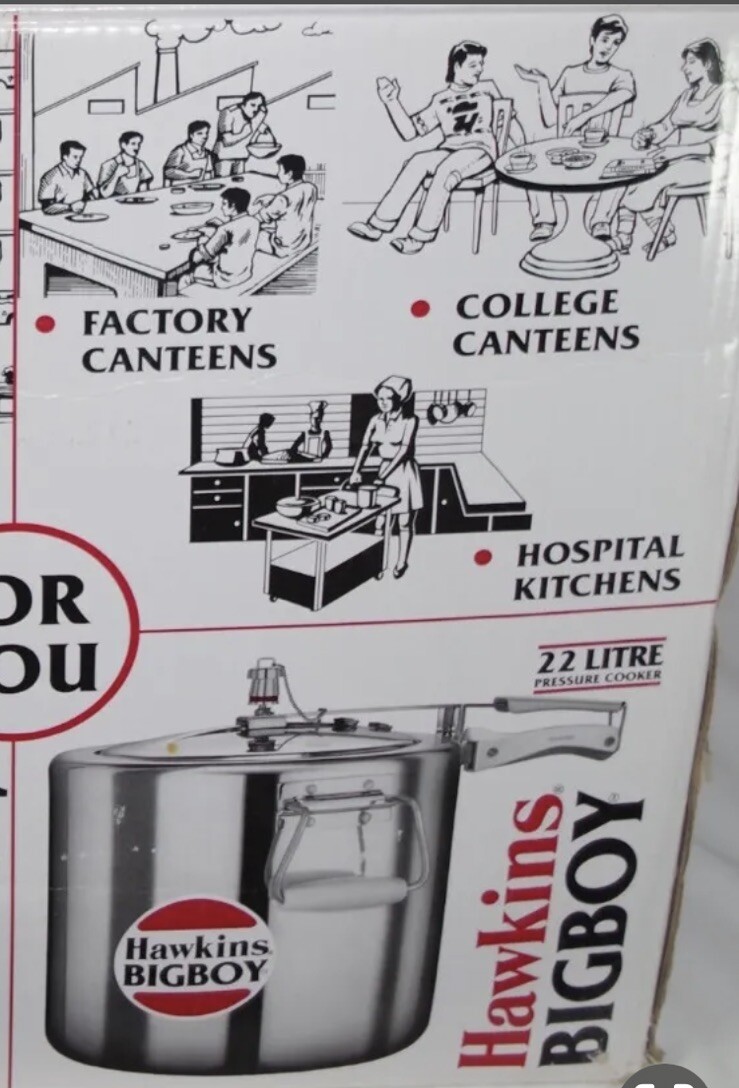 • FACTORY
CANTEENS
• COLLEGE
CANTEENS
• HOSPITAL
KITCHENS
OR
OU
22 LITRE
PRESSURE COOKER
Hawkins®
BIGBOY
Hawkins
BIGBOY